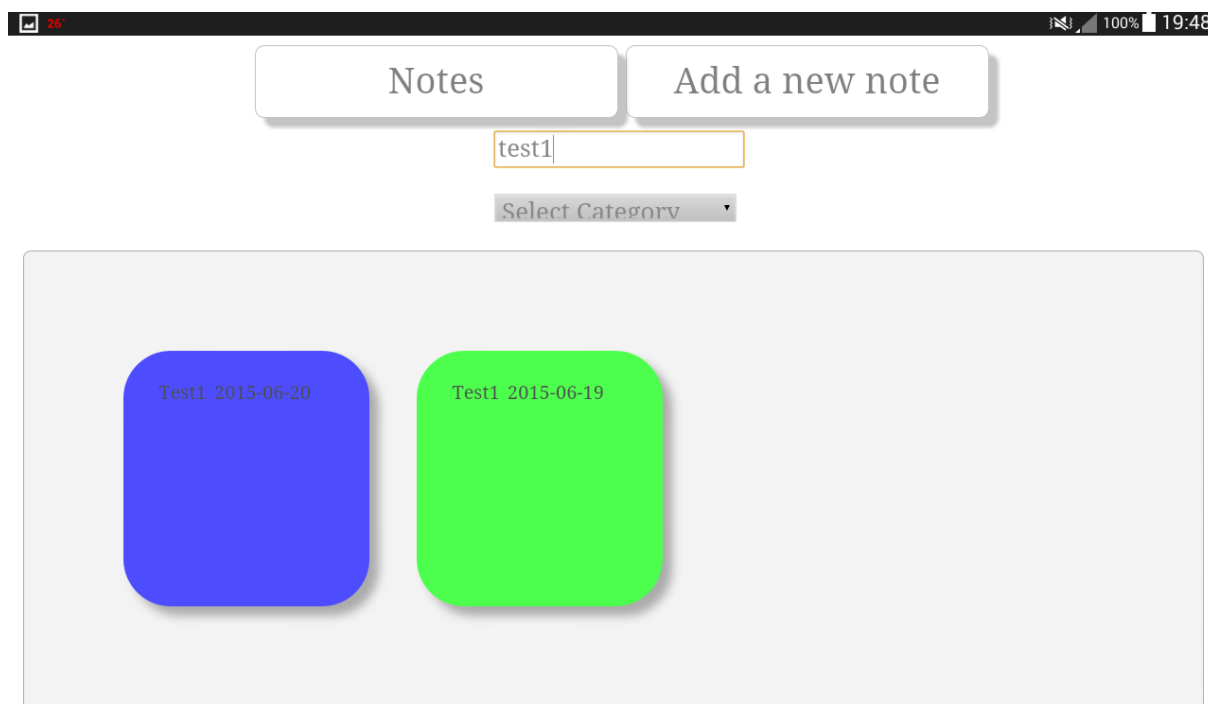 26° 100% 19:48
Notes Add a new note
test1
Select Category
Test1 2015-06-20 Test1 2015-06-19